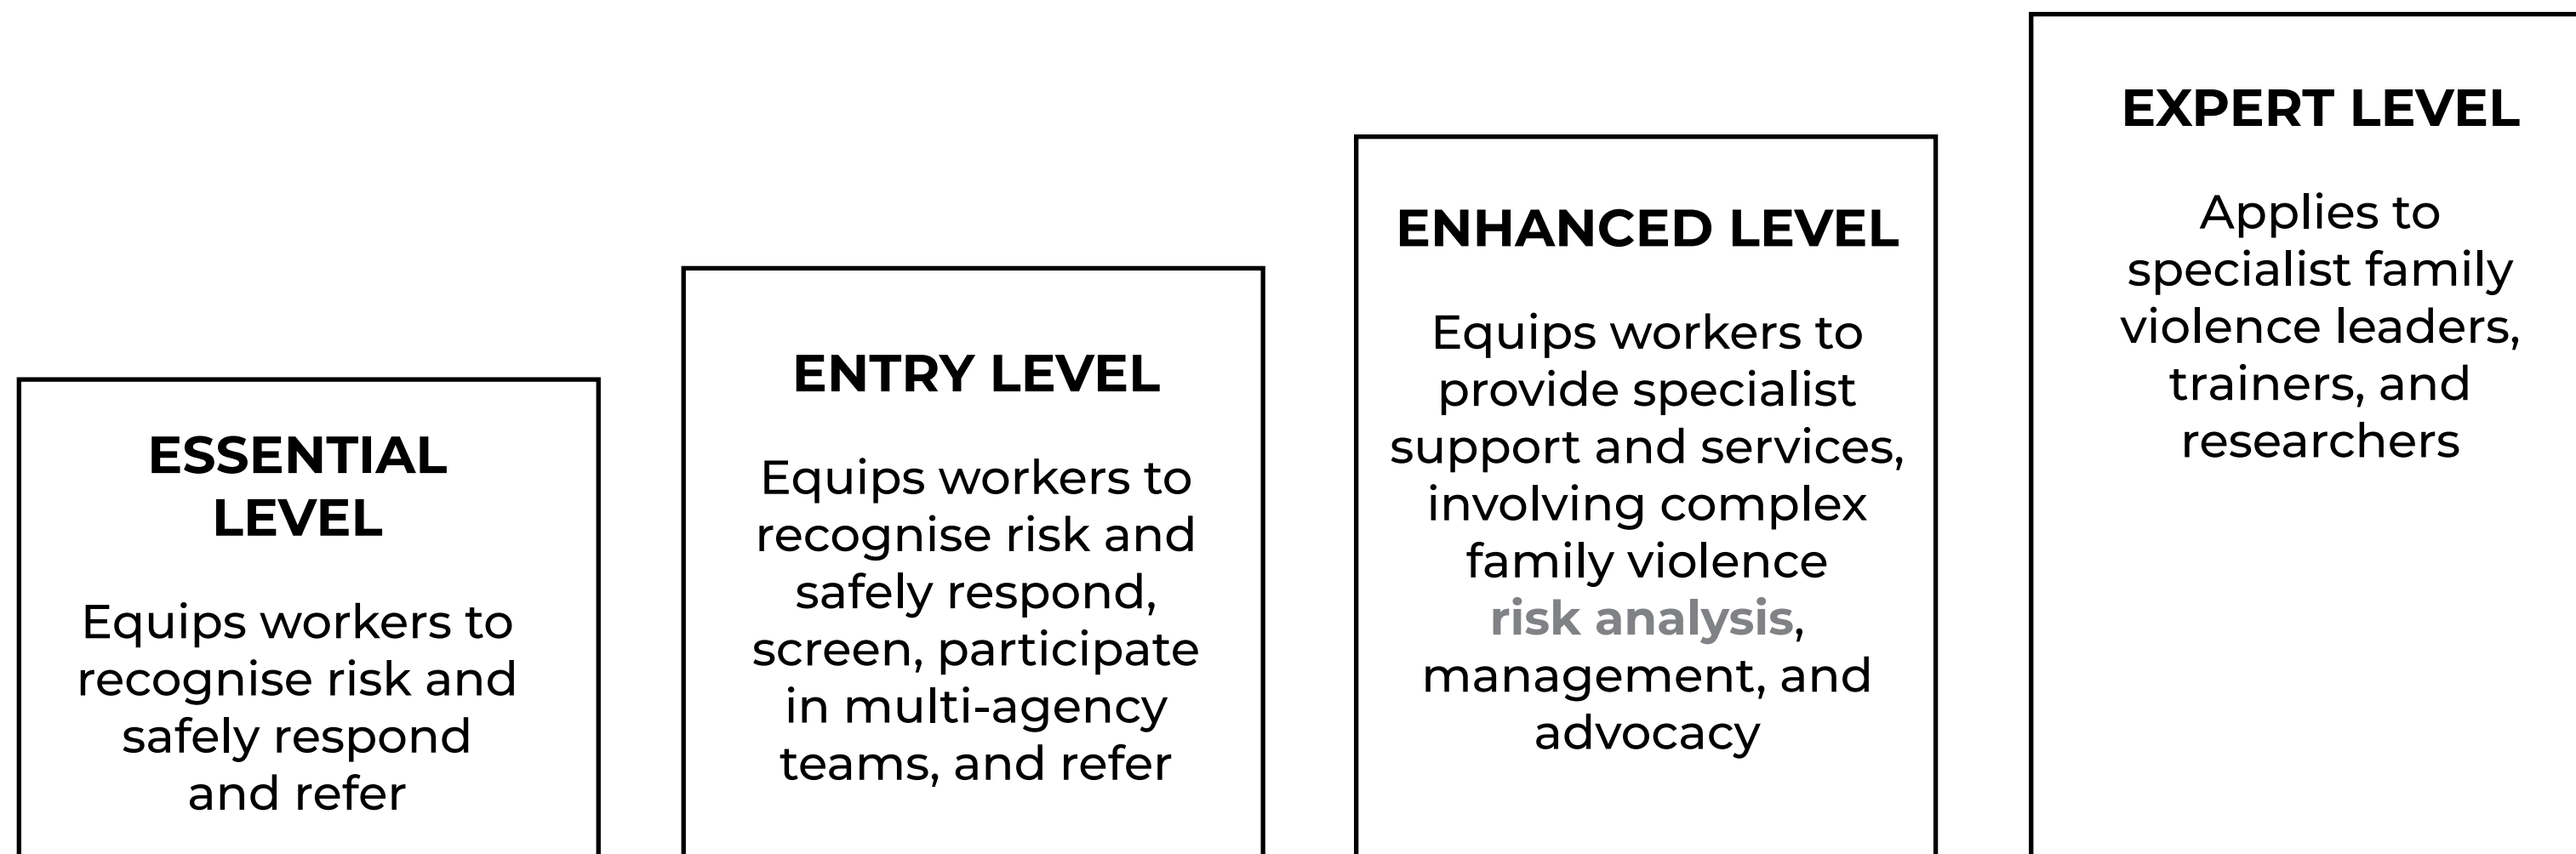 ESSENTIAL
LEVEL
Equips workers to
recognise risk and
safely respond
and refer
ENTRY LEVEL
Equips workers to
recognise risk and
safely respond,
screen, participate
in multi-agency
teams, and refer
ENHANCED LEVEL
Equips workers to
provide specialist
support and services,
involving complex
family violence
risk analysis,
management, and
advocacy
EXPERT LEVEL
Applies to
specialist family
violence leaders,
trainers, and
researchers